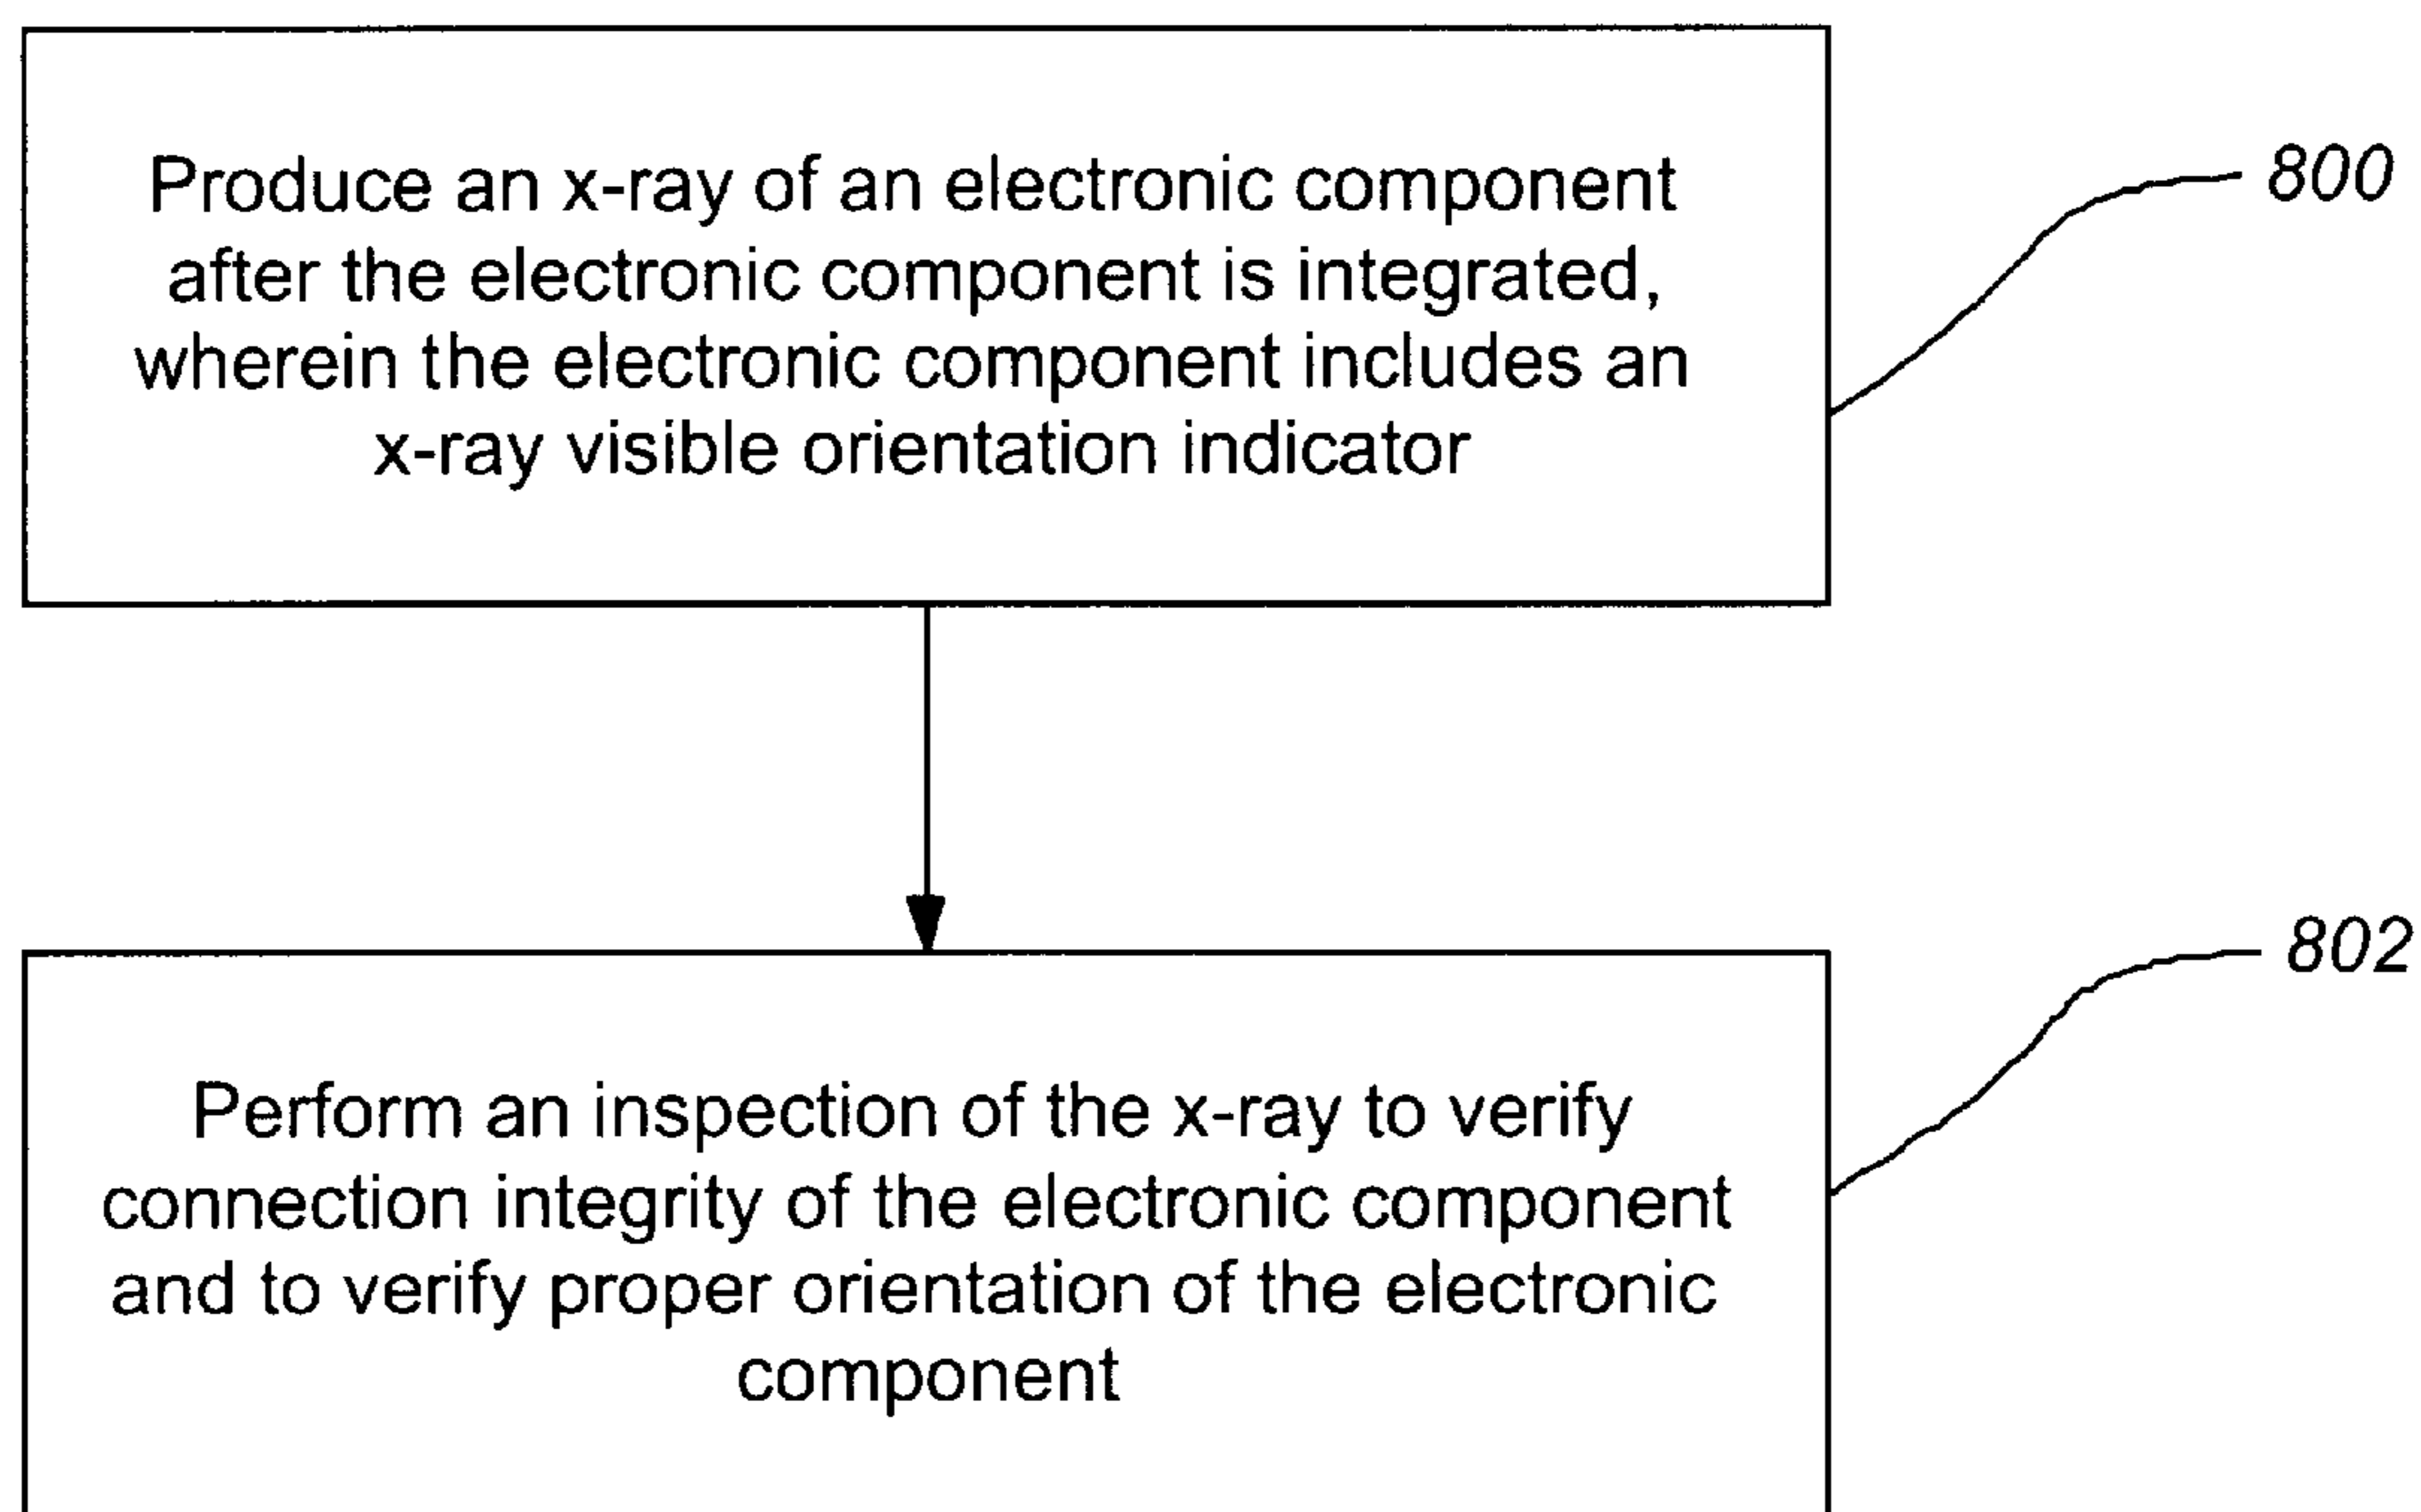 Produce an x-ray of an electronic component
after the electronic component is integrated,
wherein the electronic component includes an
x-ray visible orientation indicator
800
802
Perform an inspection of the x-ray to verify
connection integrity of the electronic component
and to verify proper orientation of the electronic
component